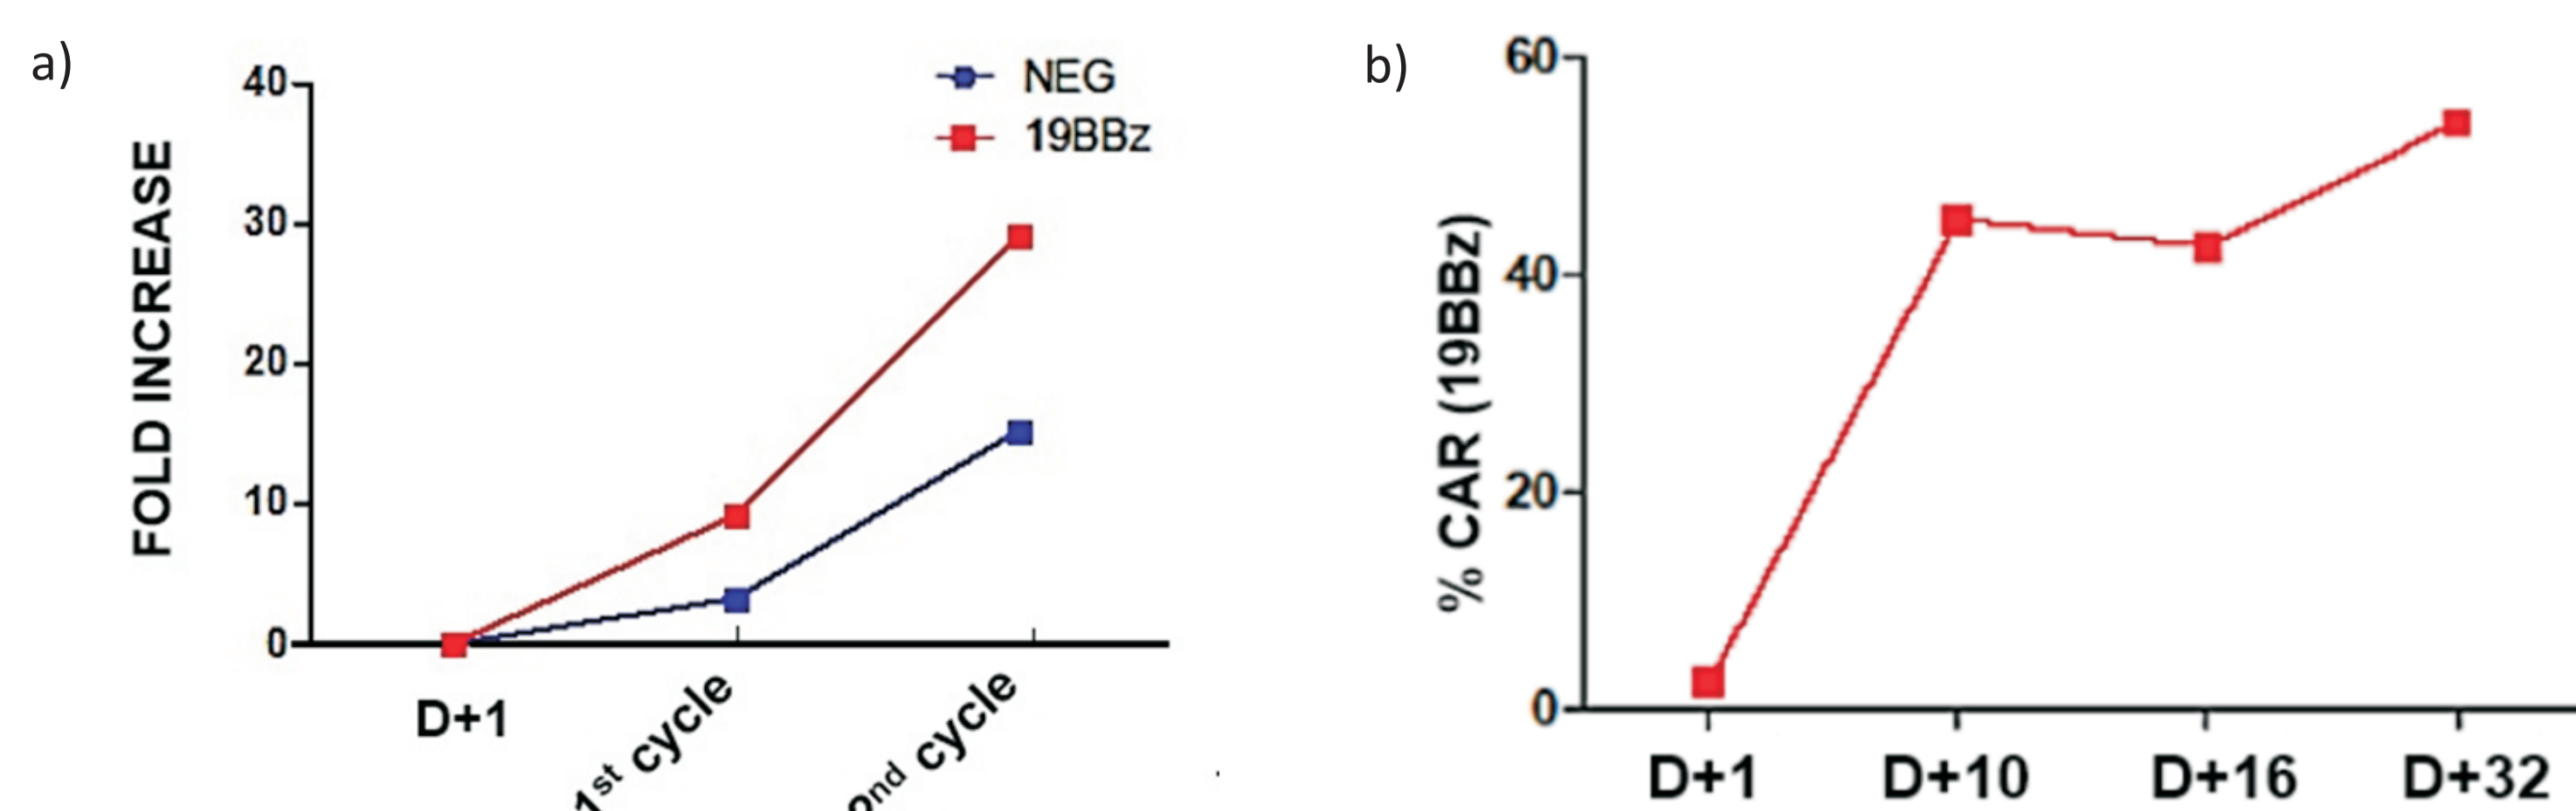 a)
FOLD INCREASE
40
30
20
10
0
NEG
19BBz
D+1
1st cycle
cycle
b)
% CAR (19BBz)
60
40
20
0
D+1
D+10
D+16
D+32